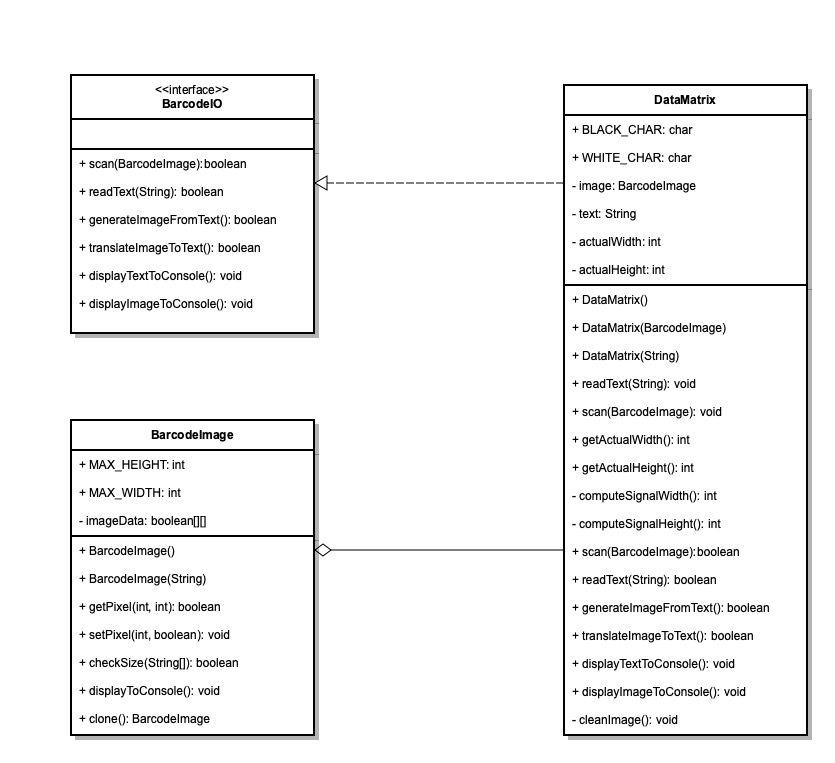 <<interface>>
BarcodeIO
+ scan(BarcodeImage):boolean
+ readText(String): boolean
+ generateImageFromText(): boolean
+ translateImageToText(): boolean
+ displayTextToConsole(): void
+ displayImageToConsole(): void
BarcodeImage
+ MAX_HEIGHT: int
+ MAX_WIDTH: int
- imageData: boolean[][]
+ BarcodeImage()
+ BarcodeImage(String)
+ getPixel(int, int): boolean
+ setPixel(int, boolean): void
+ checkSize(String[]): boolean
+ displayToConsole(): void
+ clone(): BarcodeImage
DataMatrix
+ BLACK_CHAR: char
+ WHITE_CHAR: char
- image: BarcodeImage
- text: String
- actualWidth: int
- actualHeight: int
+ DataMatrix()
+ DataMatrix(BarcodeImage)
+ DataMatrix(String)
+ readText(String): void
+ scan(BarcodeImage): void
+ getActualWidth(): int
+ getActualHeight(): int
- computeSignalWidth(): int
- computeSignalHeight(): int
+ scan(BarcodeImage):boolean
+ readText(String): boolean
+ generateImageFromText(): boolean
+ translateImageToText(): boolean
+ displayTextToConsole(): void
+ displayImageToConsole(): void
- cleanImage(): void